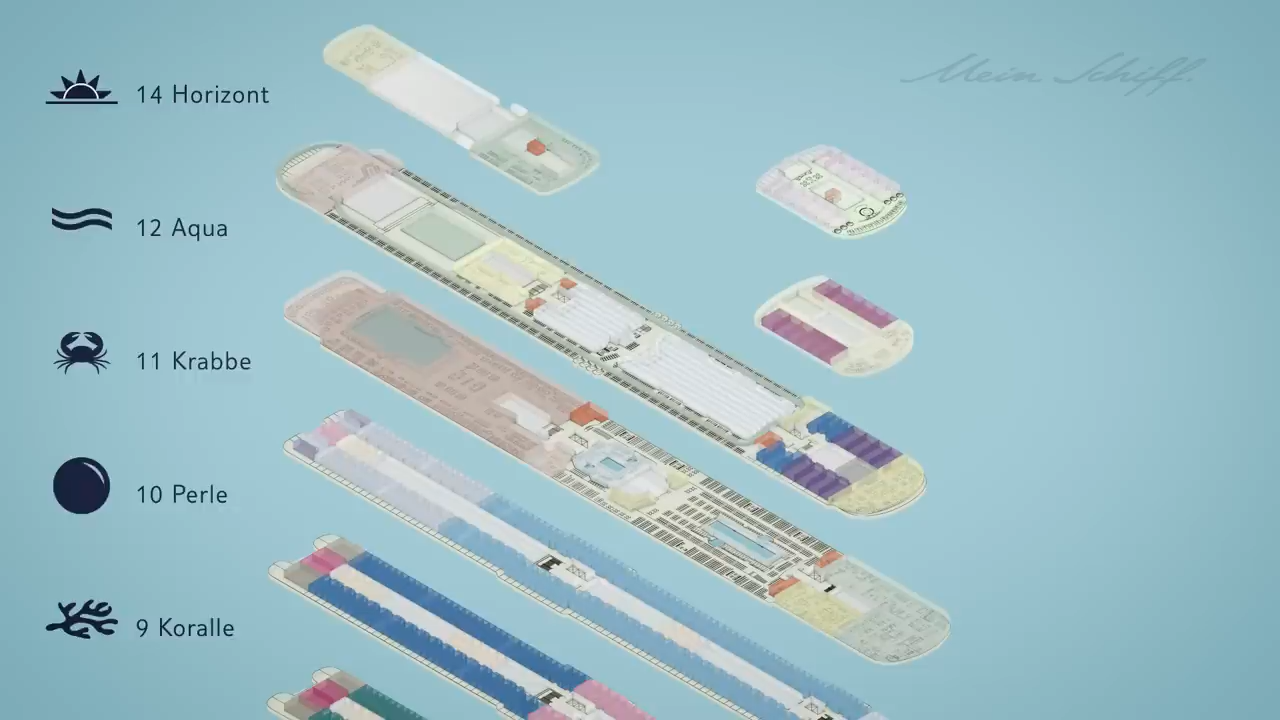 Mein Schiff.
14 Horizont
12 Aqua
11 Krabbe
10 Perle
9 Koralle